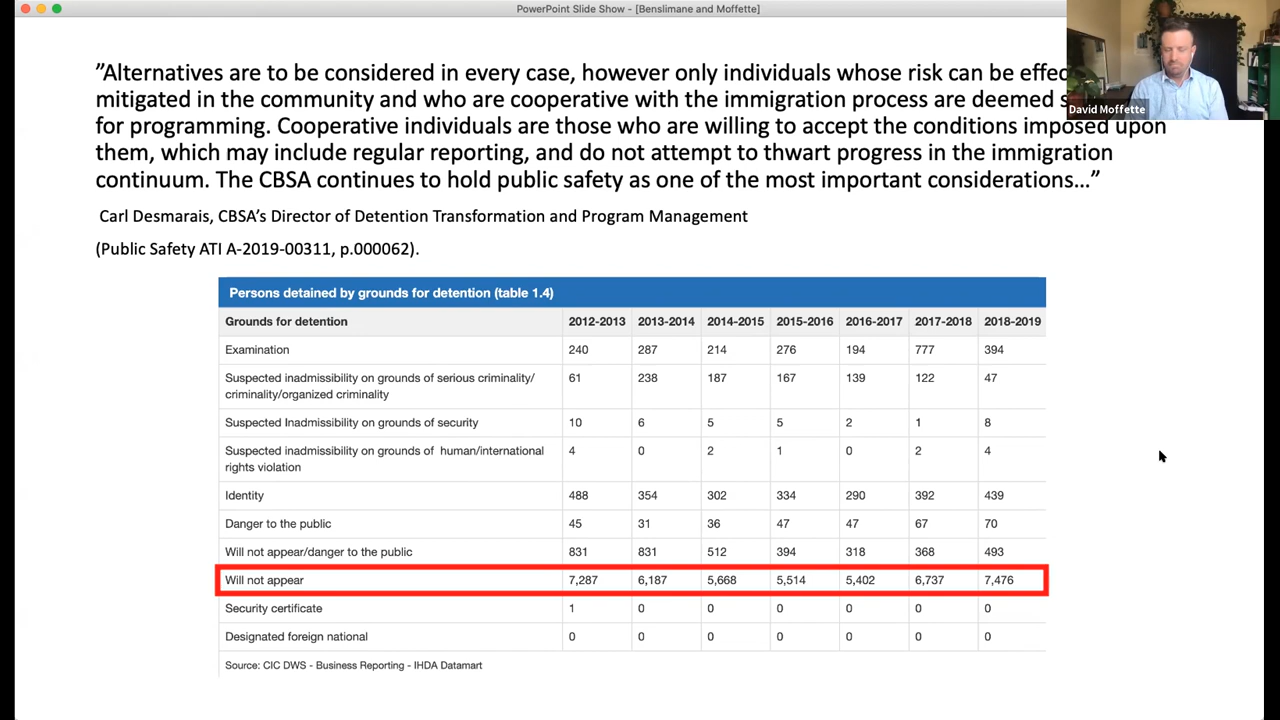 PowerPoint Slide Show - [Benslimane and Moffette]
”Alternatives are to be considered in every case, however only individuals whose risk can be
mitigated in the community and who are cooperative with the immigration process are deemed
for programming. Cooperative individuals are those who are willing to accept the conditions imposed upon
them, which may include regular reporting, and do not attempt to thwart progress in the immigration
continuum. The CBSA continues to hold public safety as one of the most important considerations…”
David Moffette
Carl Desmarais, CBSA’s Director of Detention Transformation and Program Management
(Public Safety ATI A-2019-00311, p.000062).
Persons detained by grounds for detention (table 1.4)
Grounds for detention 2012-2013 2013-2014 2014-2015 2015-2016 2016-2017 2017-2018 2018-2019
Examination 240 287 214 276 194 777 394
Suspected inadmissibility on grounds of serious criminality/ 61 238 187 167 139 122 47
criminality/organized criminality
Suspected Inadmissibility on grounds of security 10 6 5 5 2 1 8
Suspected inadmissibility on grounds of human/international 4 0 2 1 0 2 4
rights violation
Identity 488 354 302 334 290 392 439
Danger to the public 45 31 36 47 47 67 70
Will not appear/danger to the public 831 831 512 394 318 368 493
Will not appear 7,287 6,187 5,668 5,514 5,402 6,737 7,476
Security certificate 1 0 0 0 0 0 0
Designated foreign national 0 0 0 0 0 0 0
Source: CIC DWS - Business Reporting - IHDA Datamart